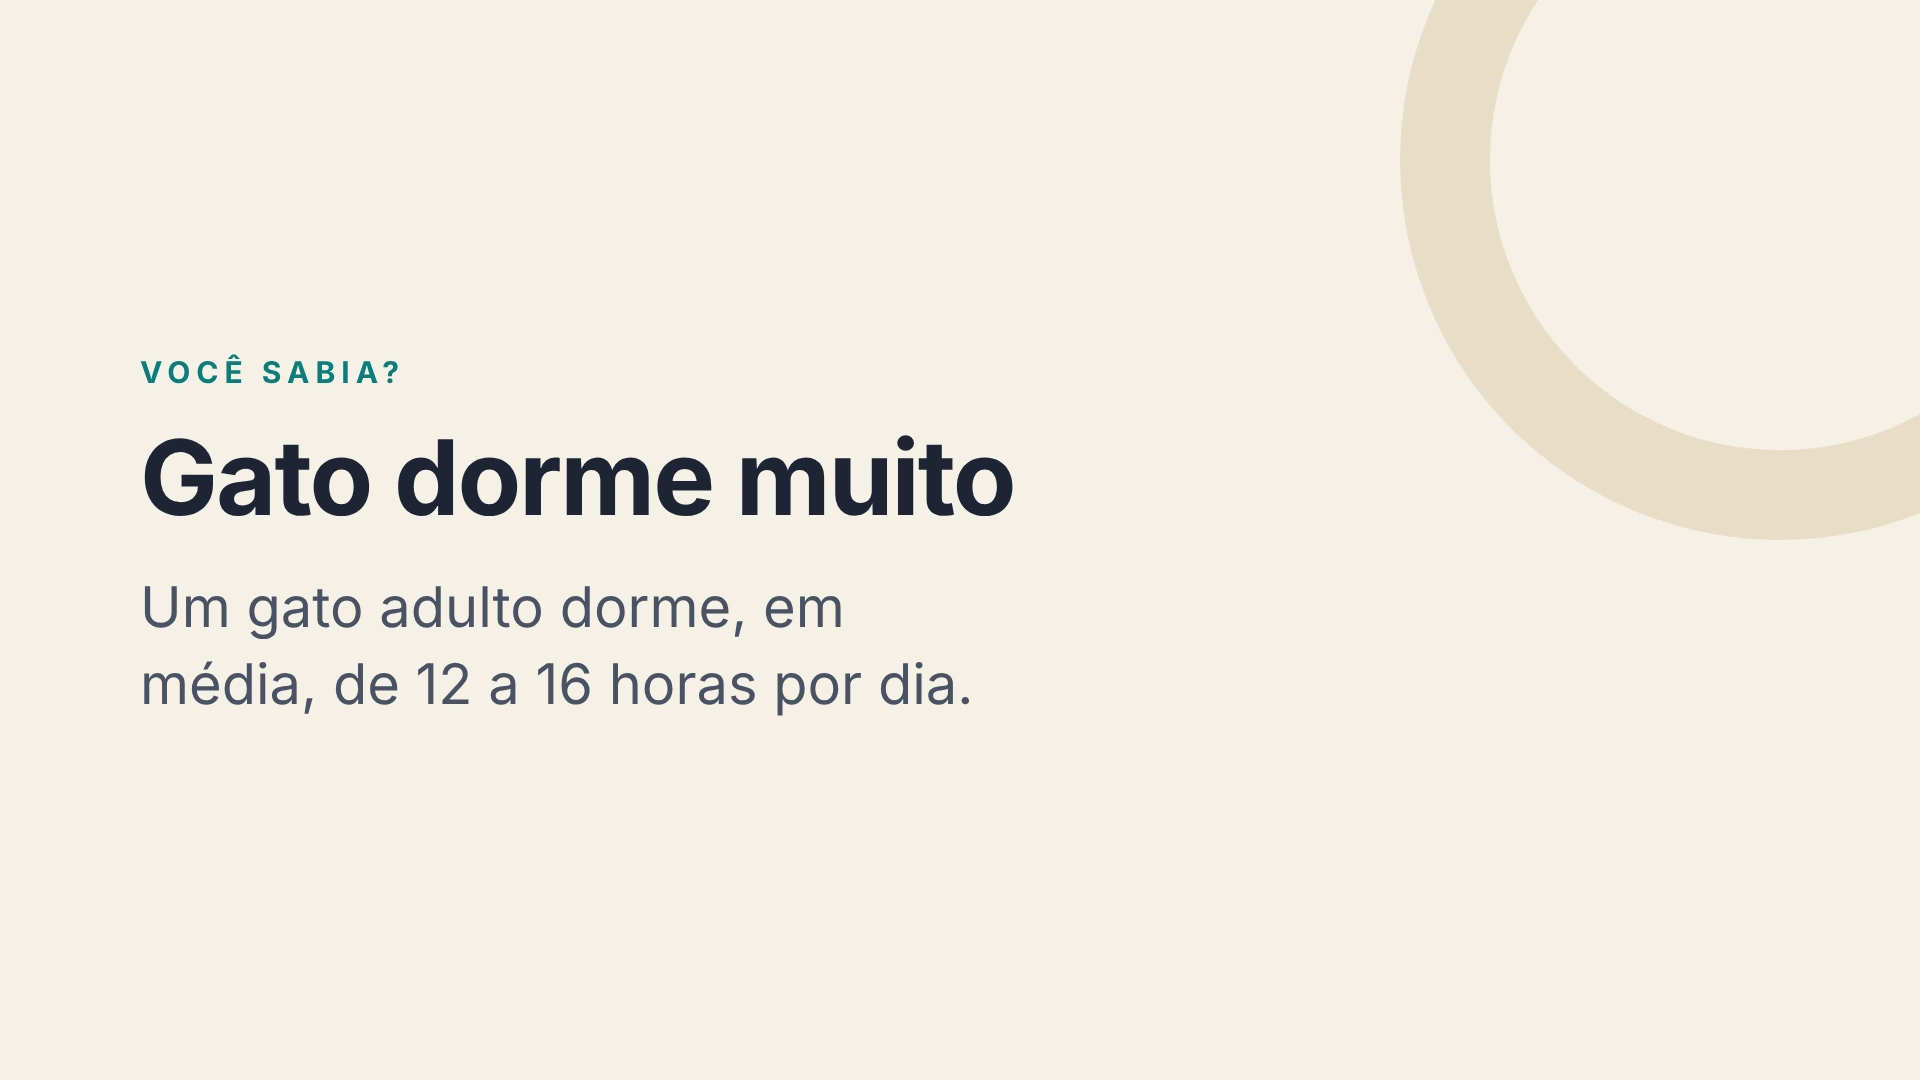 VOCÊ SABIA?
Gato dorme muito
Um gato adulto dorme, em
média, de 12 a 16 horas por dia.